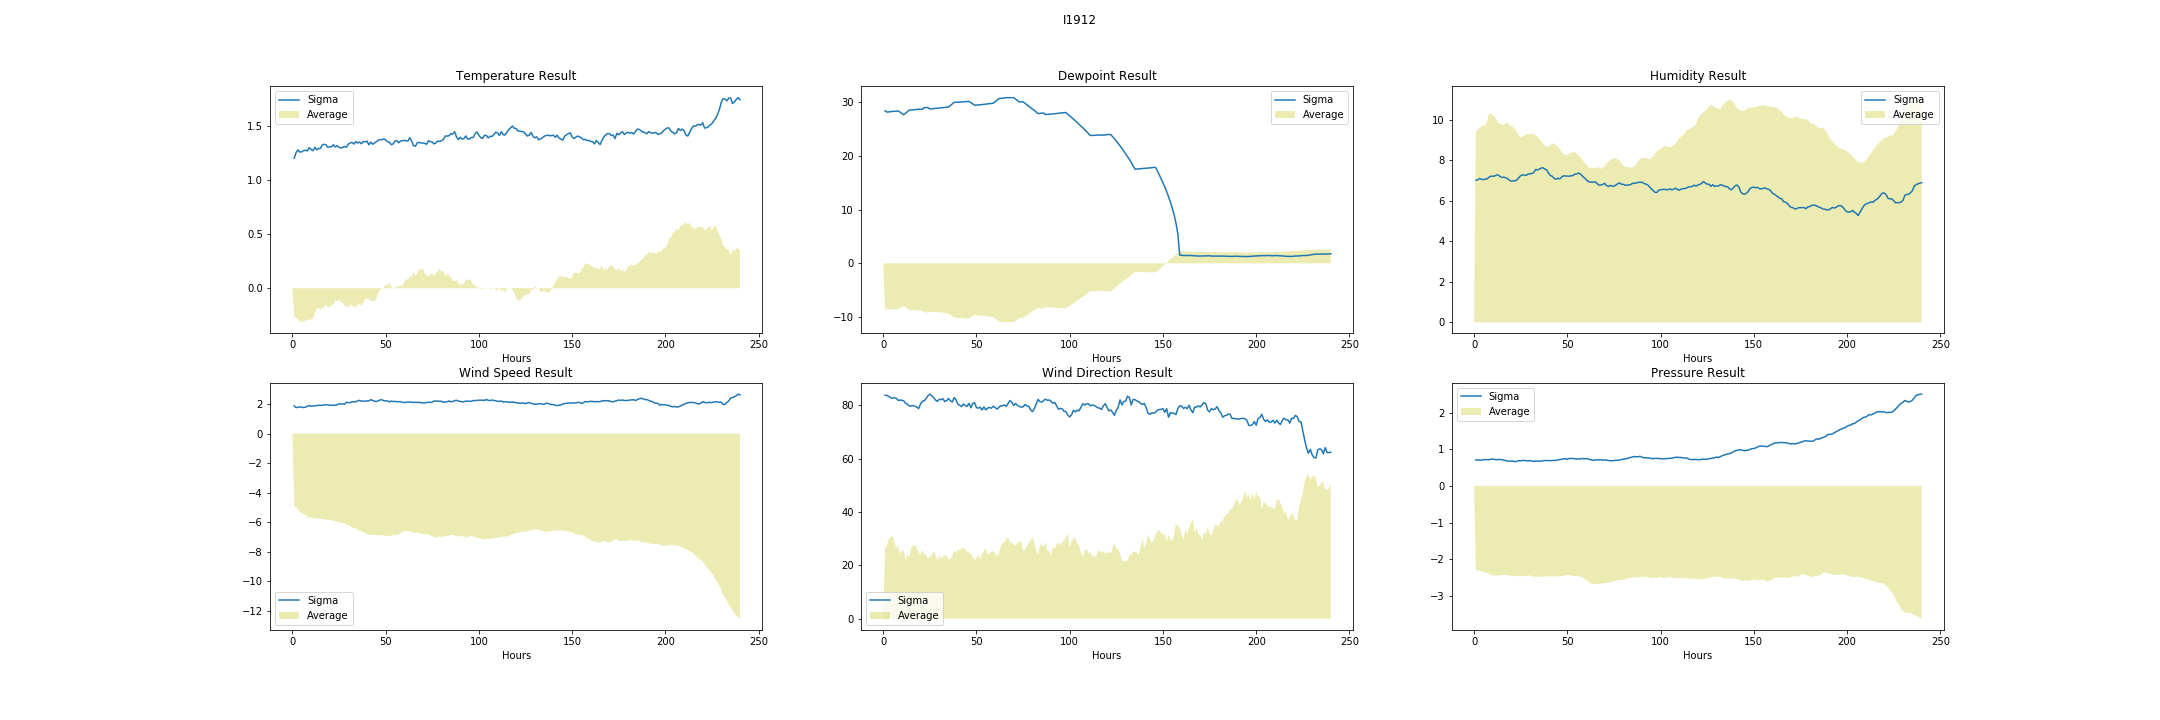 I1912
Temperature Result
Sigma
Average
1.5
1.0
0.5
0.0
0 50 100 150 200 250
Hours
Dewpoint Result
Sigma
Average
30
20
10
0
−10
0 50 100 150 200 250
Hours
Humidity Result
Sigma
Average
10
8
6
4
2
0
0 50 100 150 200 250
Hours
Wind Speed Result
2
0
−2
−4
−6
−8
−10
−12
Sigma
Average
0 50 100 150 200 250
Hours
Wind Direction Result
80
60
40
20
0
Sigma
Average
0 50 100 150 200 250
Hours
Pressure Result
Sigma
Average
2
1
0
−1
−2
−3
0 50 100 150 200 250
Hours